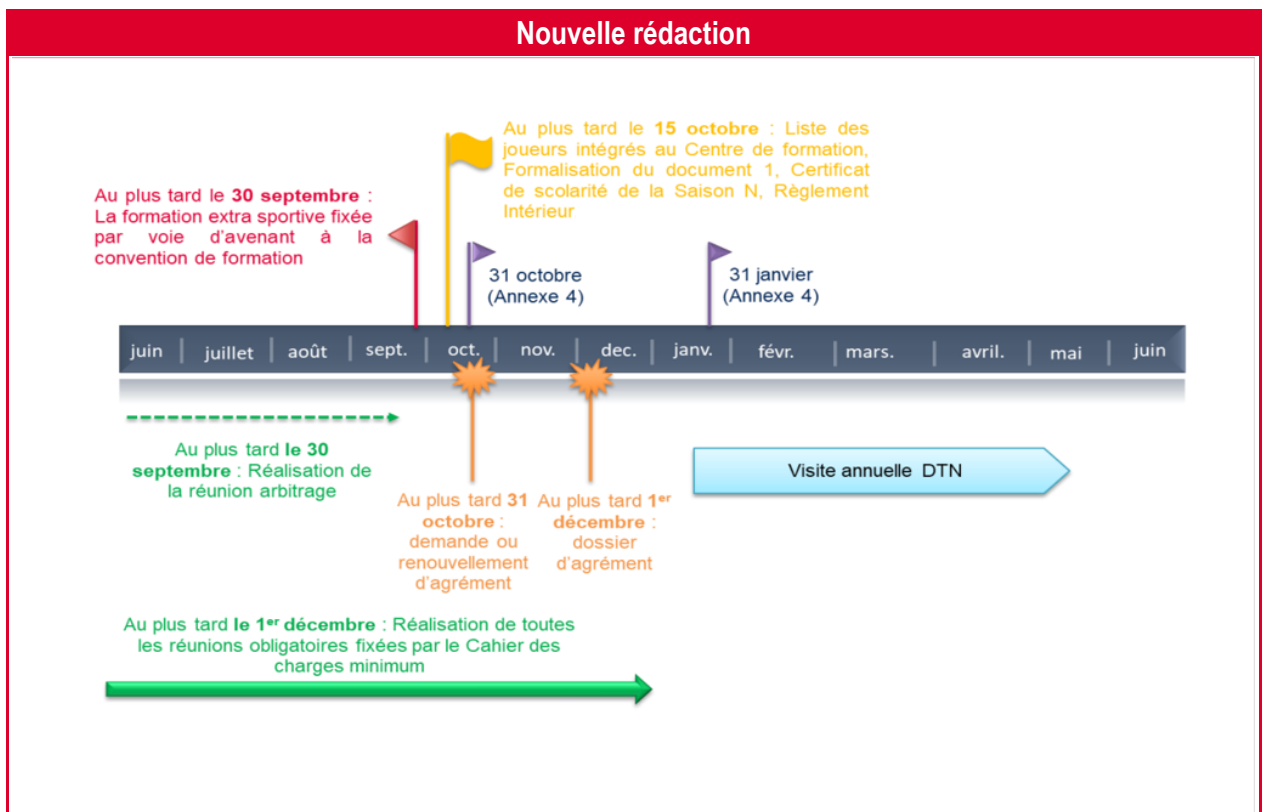 Nouvelle rédaction
Au plus tard le 15 octobre : Liste des
joueurs intégrés au Centre de formation,
Formalisation du document 1, Certificat
de scolarité de la Saison N, Règlement
Intérieur
Au plus tard le 30 septembre :
La formation extra sportive fixée
par voie d'avenant à la
convention de formation
31 octobre
(Annexe 4)
31 janvier
(Annexe 4)
juin juillet août sept. oct. nov. dec. janv. févr. mars. avril. mai juin
Au plus tard le 30
septembre : Réalisation de
la réunion arbitrage
Visite annuelle DTN
Au plus tard 31
octobre :
demande ou
renouvellement
d'agrément
Au plus tard 1er
décembre :
dossier
d'agrément
Au plus tard le 1er décembre : Réalisation de toutes
les réunions obligatoires fixées par le Cahier des
charges minimum